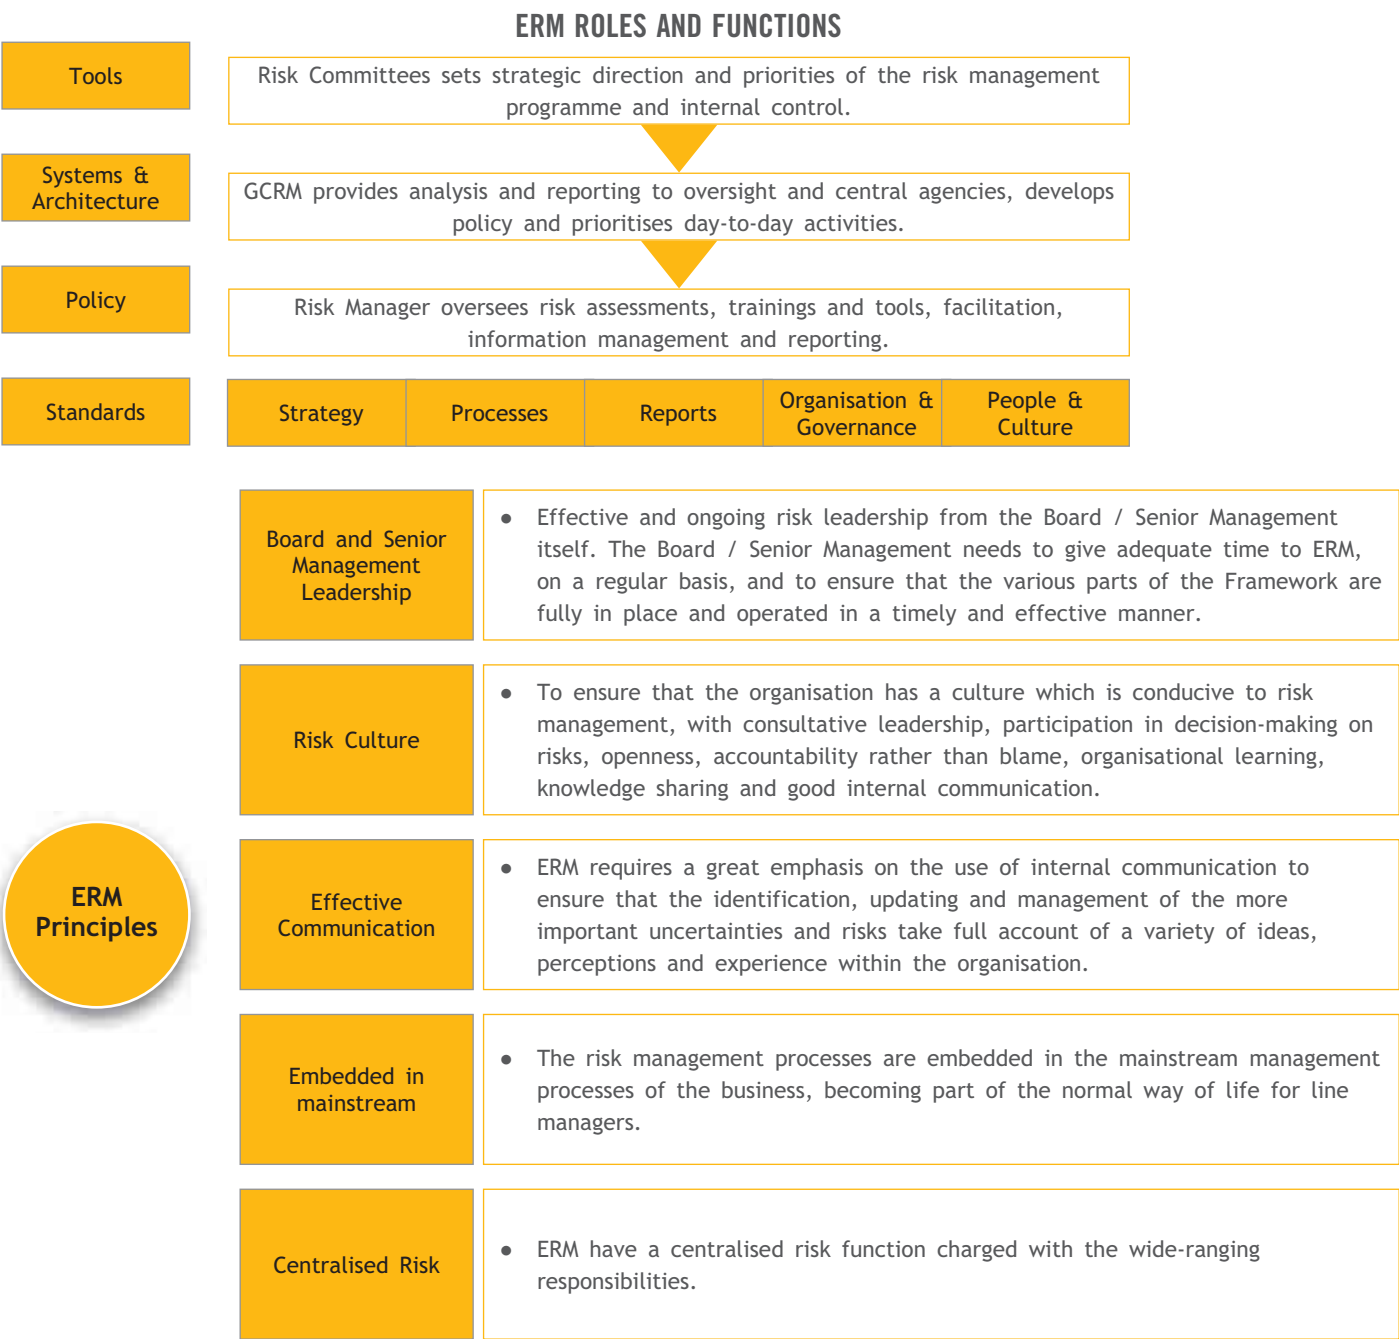 ERM ROLES AND FUNCTIONS
Tools
Risk Committees sets strategic direction and priorities of the risk management
programme and internal control.
Systems &
Architecture
GCRM provides analysis and reporting to oversight and central agencies, develops
policy and prioritises day-to-day activities.
Policy
Risk Manager oversees risk assessments, trainings and tools, facilitation,
information management and reporting.
Standards
Strategy
Processes
Reports
Organisation &
Governance
People &
Culture
ERM
Principles
Board and Senior
Management
Leadership
● Effective and ongoing risk leadership from the Board / Senior Management
itself. The Board / Senior Management needs to give adequate time to ERM,
on a regular basis, and to ensure that the various parts of the Framework are
fully in place and operated in a timely and effective manner.
Risk Culture
● To ensure that the organisation has a culture which is conducive to risk
management, with consultative leadership, participation in decision-making on
risks, openness, accountability rather than blame, organisational learning,
knowledge sharing and good internal communication.
Effective
Communication
● ERM requires a great emphasis on the use of internal communication to
ensure that the identification, updating and management of the more
important uncertainties and risks take full account of a variety of ideas,
perceptions and experience within the organisation.
Embedded in
mainstream
● The risk management processes are embedded in the mainstream management
processes of the business, becoming part of the normal way of life for line
managers.
Centralised Risk
● ERM have a centralised risk function charged with the wide-ranging
responsibilities.